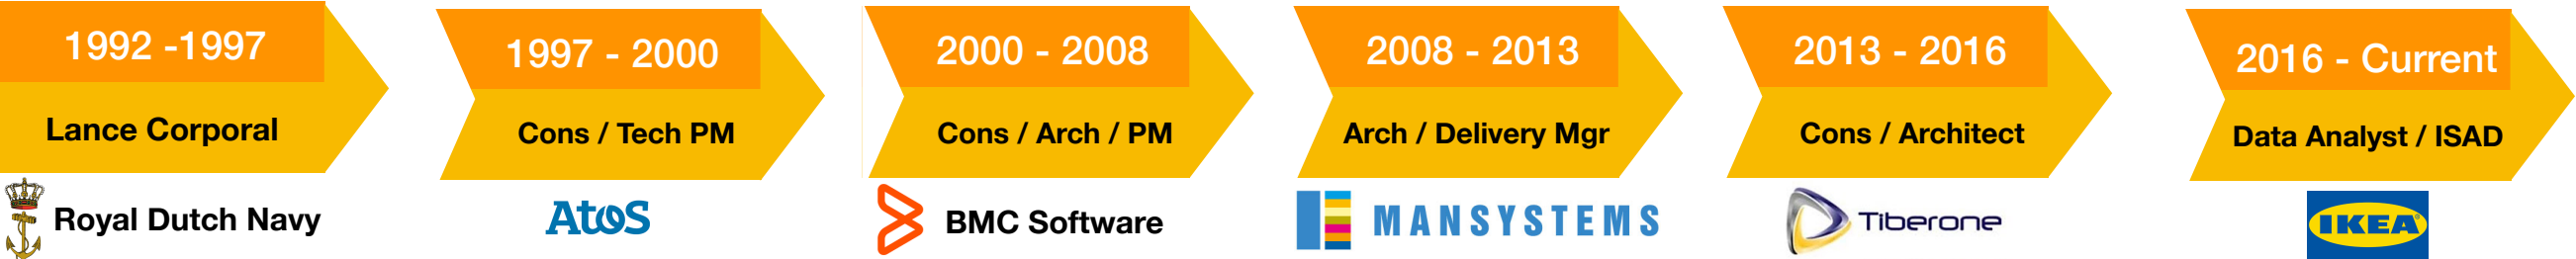 1992 -1997
Lance Corporal
Royal Dutch Navy
1997 - 2000
Cons / Tech PM
Atos
2000 - 2008
Cons / Arch / PM
BMC Software
2008 - 2013
Arch / Delivery Mgr
MANSYSTEMS
2013 - 2016
Cons / Architect
Tiberone
2016 - Current
Data Analyst / ISAD
IKEA®